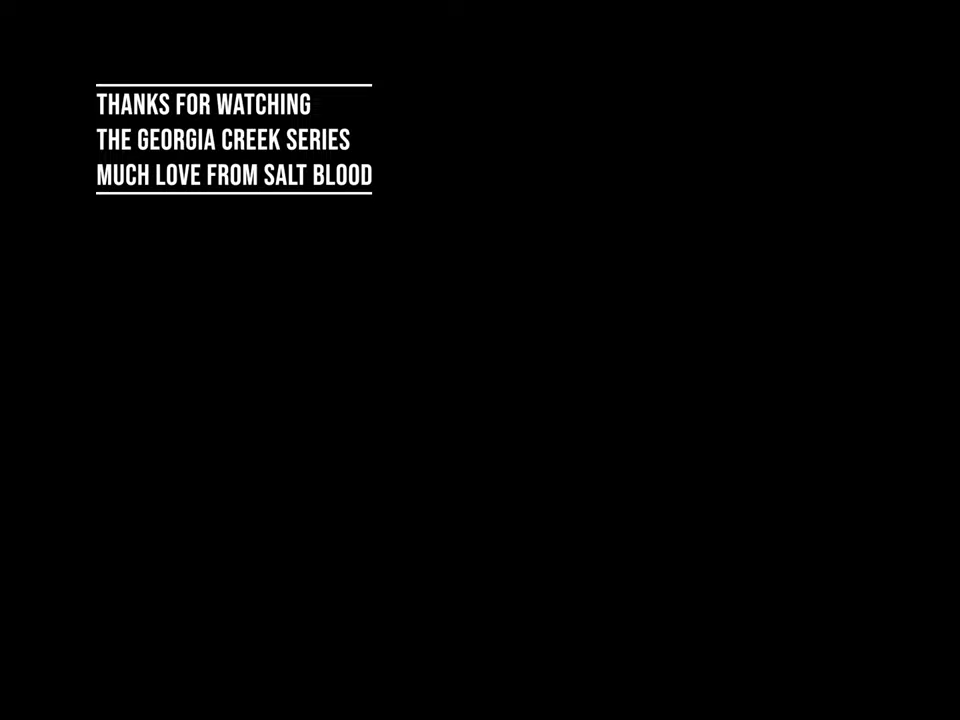 THANKS FOR WATCHING
THE GEORGIA CREEK SERIES
MUCH LOVE FROM SALT BLOOD